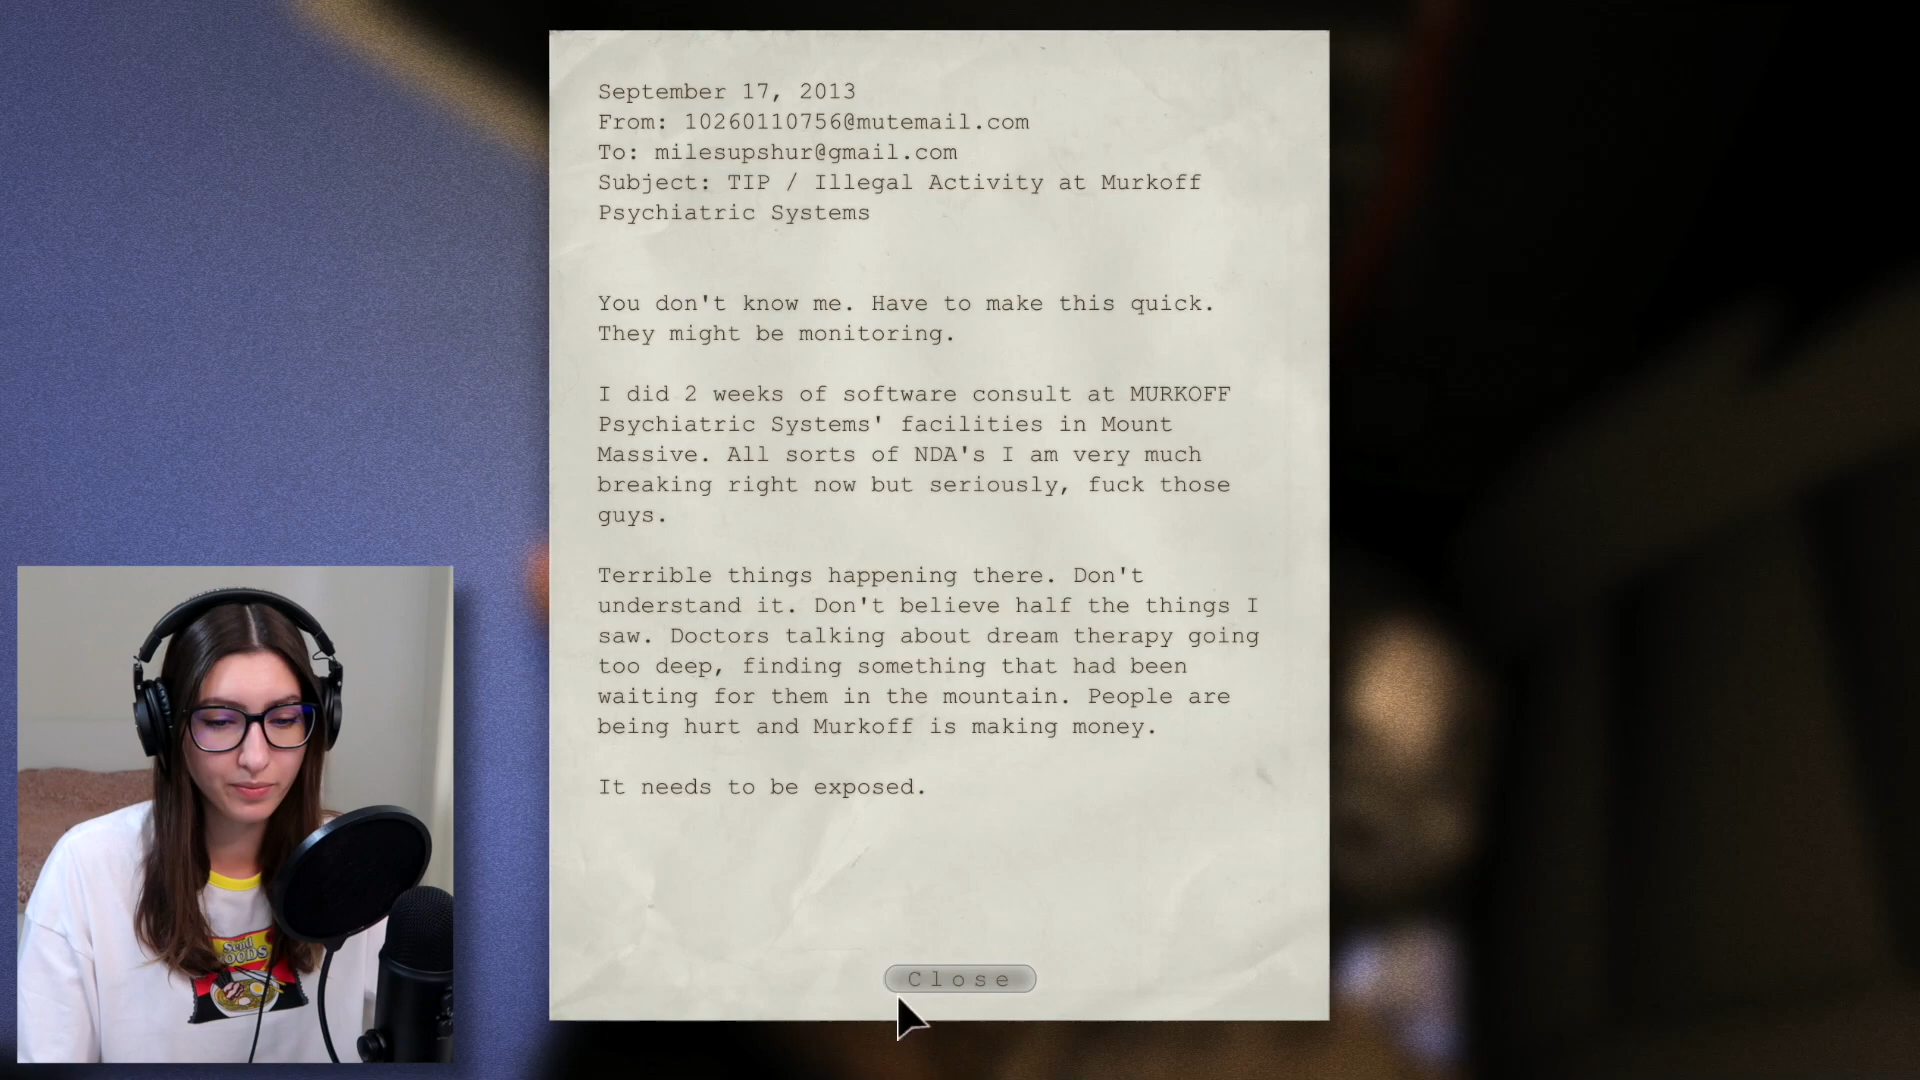 September 17, 2013
From: 10260110756@mutemail.com
To: milesupshur@gmail.com
Subject: TIP / Illegal Activity at Murkoff
Psychiatric Systems
You don't know me. Have to make this quick.
They might be monitoring.
I did 2 weeks of software consult at MURKOFF
Psychiatric Systems' facilities in Mount
Massive. All sorts of NDA's I am very much
breaking right now but seriously, fuck those
guys.
Terrible things happening there. Don't
understand it. Don't believe half the things I
saw. Doctors talking about dream therapy going
too deep, finding something that had been
waiting for them in the mountain. People are
being hurt and Murkoff is making money.
It needs to be exposed.
Close
Send